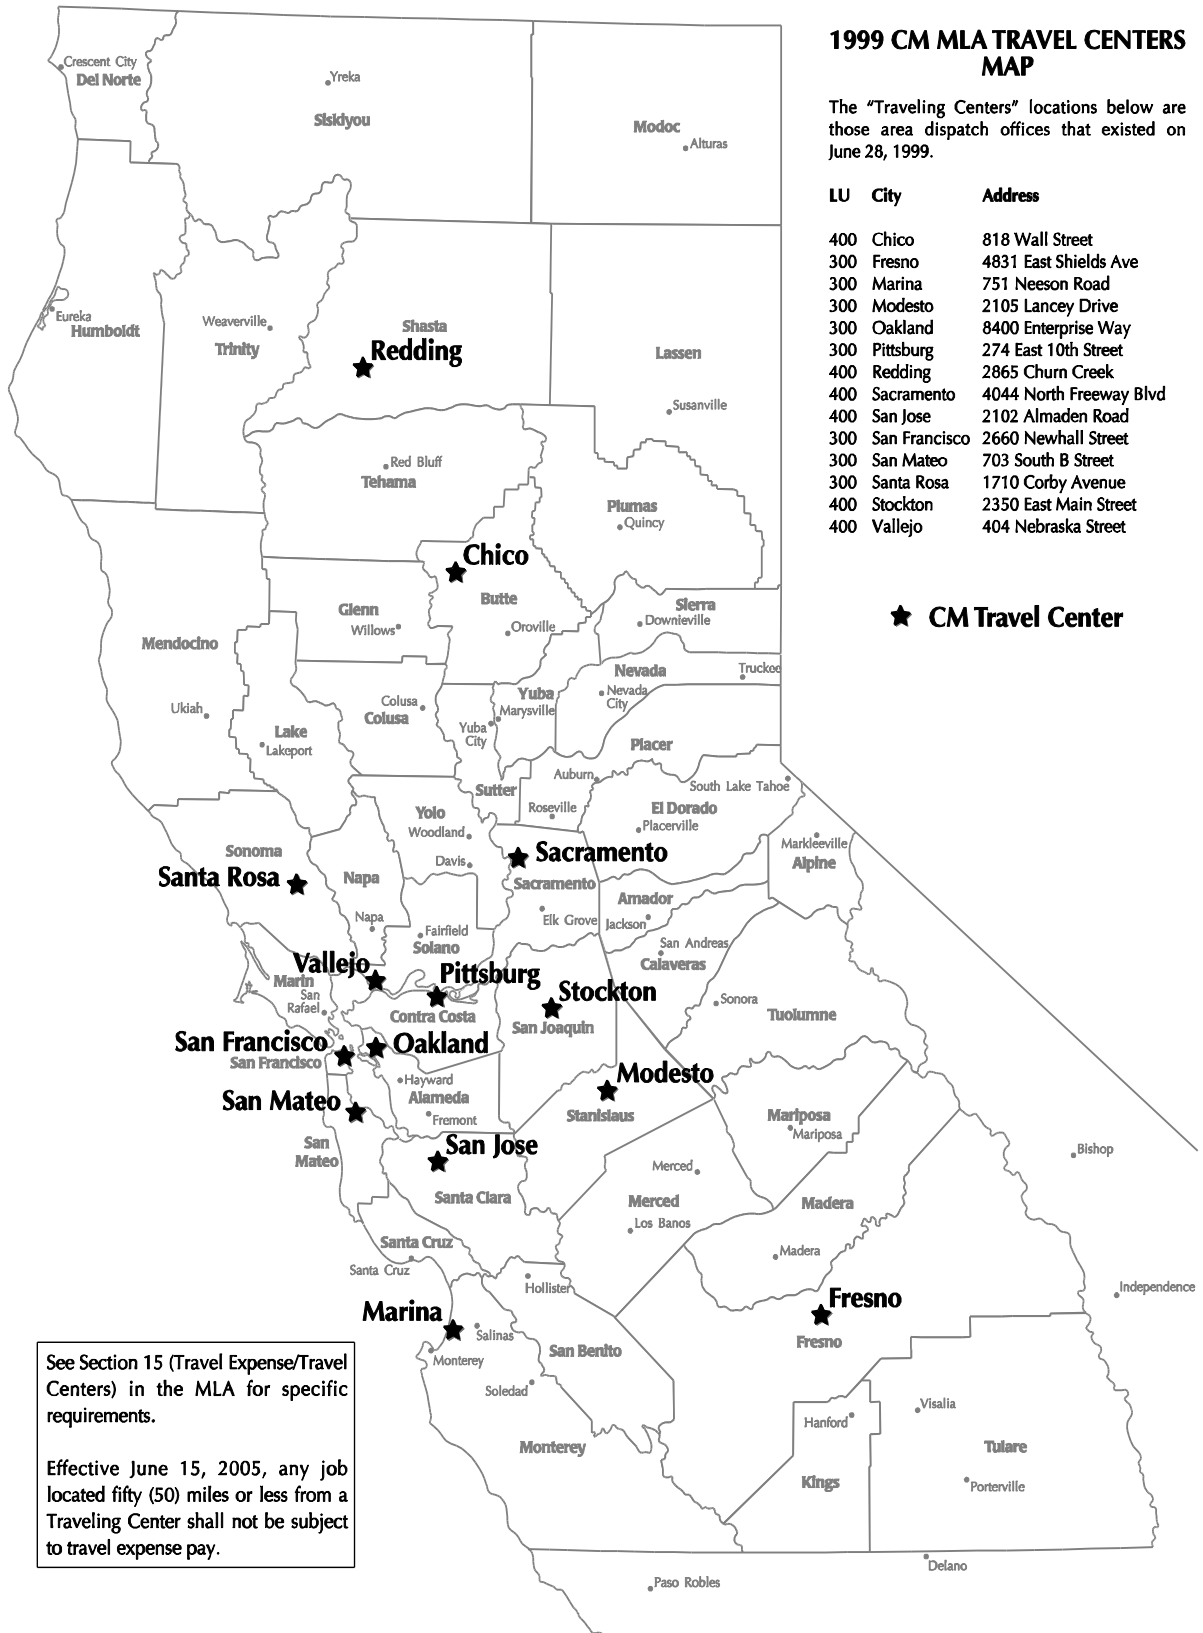 1999 CM MLA TRAVEL CENTERS
MAP
The “Traveling Centers” locations below are
those area dispatch offices that existed on
June 28, 1999.
LU City Address
400 Chico 818 Wall Street
300 Fresno 4831 East Shields Ave
300 Marina 751 Neeson Road
300 Modesto 2105 Lancey Drive
300 Oakland 8400 Enterprise Way
300 Pittsburg 274 East 10th Street
400 Redding 2865 Churn Creek
400 Sacramento 4044 North Freeway Blvd
400 San Jose 2102 Almaden Road
300 San Francisco 2660 Newhall Street
300 San Mateo 703 South B Street
300 Santa Rosa 1710 Corby Avenue
400 Stockton 2350 East Main Street
400 Vallejo 404 Nebraska Street
CM Travel Center
Crescent City
Del Norte
Yreka
Siskiyou
Modoc
Alturas
Eureka
Humboldt
Weaverville
Trinity
Shasta
Redding
Lassen
Susanville
Red Bluff
Tehama
Plumas
Quincy
Chico
Butte
Oroville
Glenn
Willows
Sierra
Downieville
Mendocino
Ukiah
Nevada
Truckee
Nevada
City
Yuba
Marysville
Yuba
City
Colusa
Colusa
Lake
Lakeport
Placer
Auburn
South Lake Tahoe
Sutter
Roseville
El Dorado
Placerville
Yolo
Woodland
Davis
Markleeville
Alpine
Sonoma
Santa Rosa
Sacramento
Sacramento
Elk Grove
Napa
Napa
Amador
Jackson
Fairfield
Solano
San Andreas
Calaveras
Vallejo
Marin
San
Rafael
Pittsburg
Contra Costa
Stockton
San Joaquin
Sonora
Tuolumne
San Francisco
San Francisco
Oakland
Hayward
Alameda
Fremont
Modesto
Stanislaus
San Mateo
San
Mateo
Mariposa
Mariposa
San Jose
Santa Clara
Bishop
Merced
Merced
Los Banos
Madera
Madera
Santa Cruz
Santa Cruz
Hollister
Independence
Marina
Salinas
Monterey
Fresno
Fresno
San Benito
Soledad
Monterey
Hanford
Kings
Visalia
Tulare
Porterville
Delano
Paso Robles
See Section 15 (Travel Expense/Travel
Centers) in the MLA for specific
requirements.
Effective June 15, 2005, any job
located fifty (50) miles or less from a
Traveling Center shall not be subject
to travel expense pay.